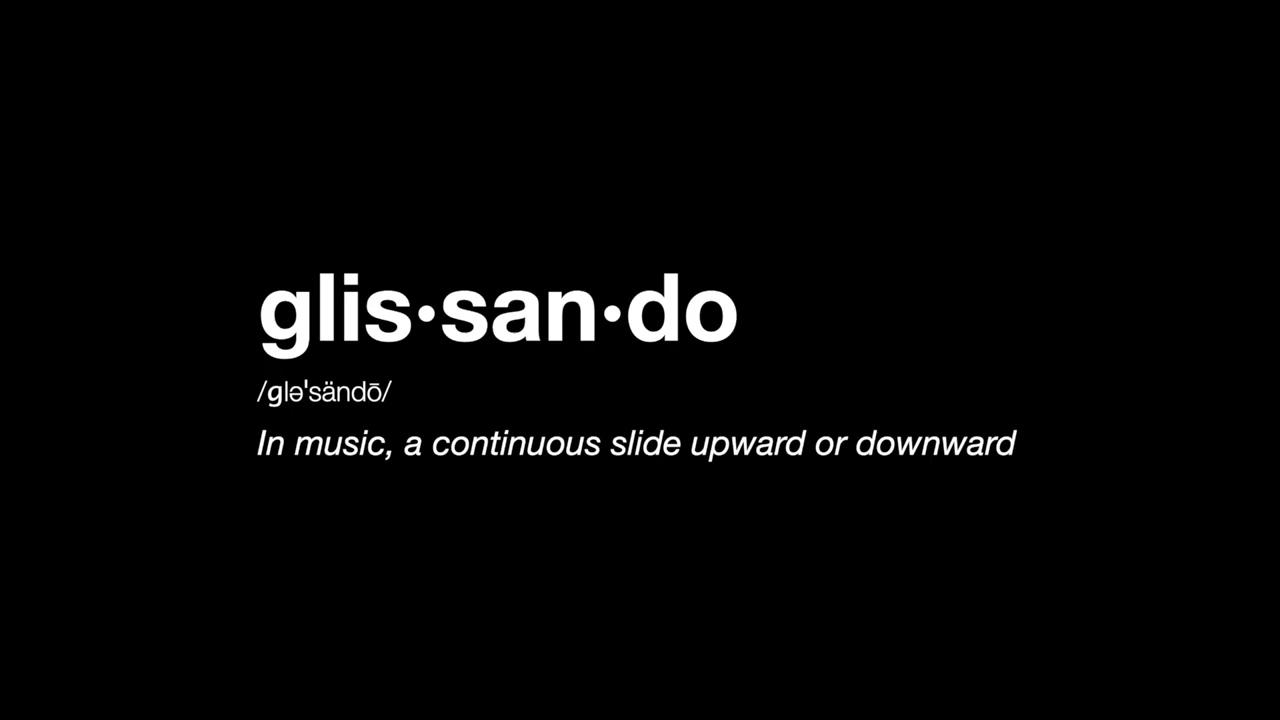 glis•san•do
/ɡləˈsändō/
In music, a continuous slide upward or downward